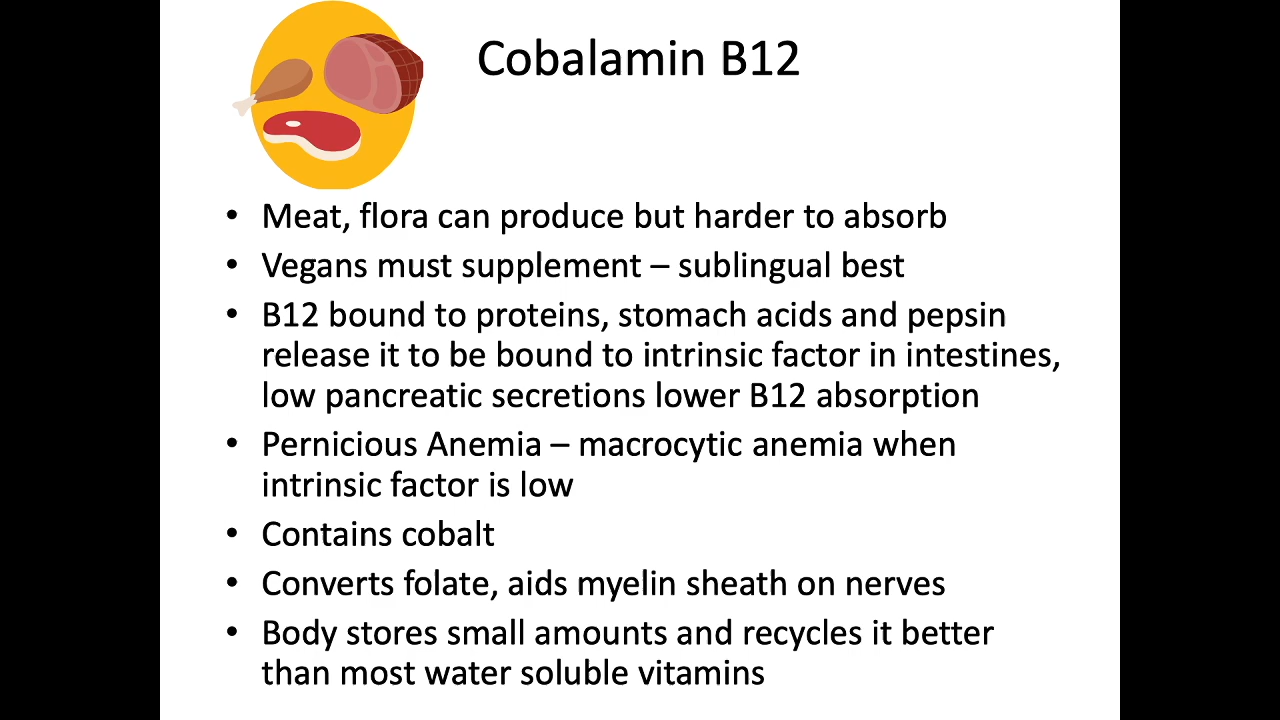 Cobalamin B12
• Meat, flora can produce but harder to absorb
• Vegans must supplement – sublingual best
• B12 bound to proteins, stomach acids and pepsin
release it to be bound to intrinsic factor in intestines,
low pancreatic secretions lower B12 absorption
• Pernicious Anemia – macrocytic anemia when
intrinsic factor is low
• Contains cobalt
• Converts folate, aids myelin sheath on nerves
• Body stores small amounts and recycles it better
than most water soluble vitamins